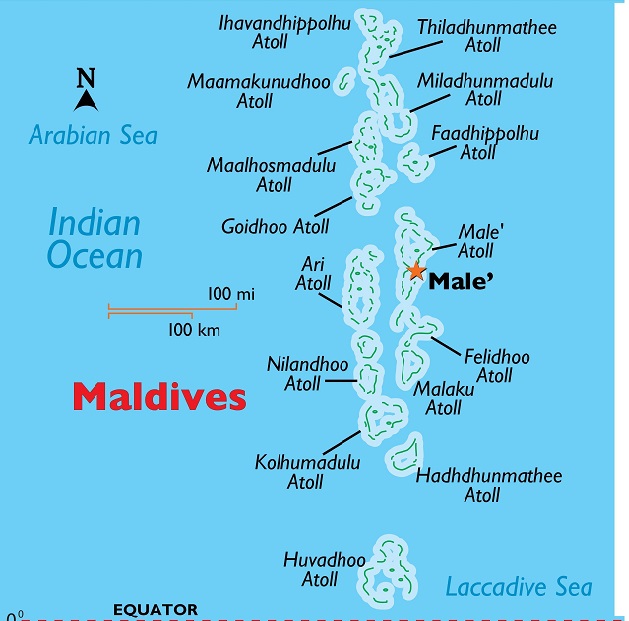 Ihavandhippolhu
Atoll
Thiladhunmathee
Atoll
Maamakunudhoo
Atoll
Miladhunmadulu
Atoll
N
Arabian Sea
Faadhippolhu
Atoll
Maalhosmadulu
Atoll
Goidhoo Atoll
Indian
Ocean
Male'
Atoll
Ari
Atoll
Male’
100 mi
100 km
Felidhoo
Atoll
Nilandhoo
Atoll
Malaku
Atoll
Maldives
Kolhumadulu
Atoll
Hadhdhunmathee
Atoll
Huvadhoo
Atoll
Laccadive Sea
EQUATOR
0⁰